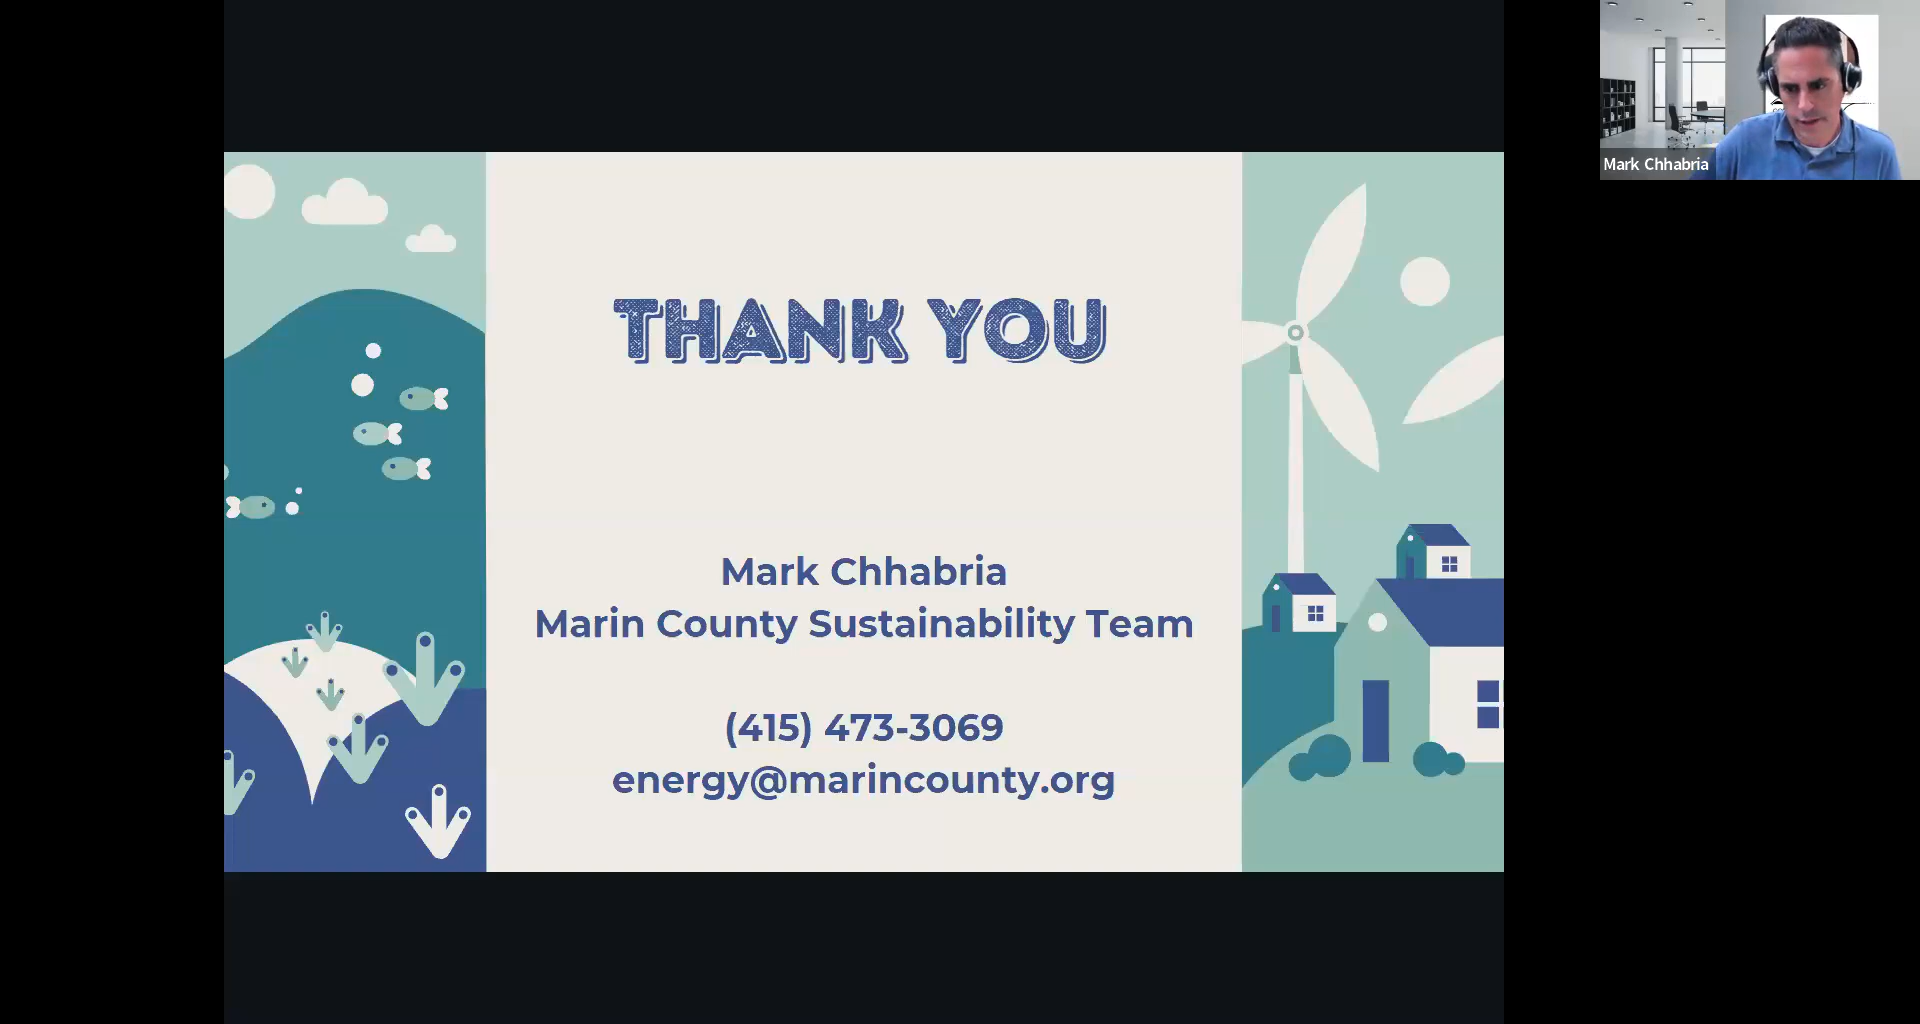 THANK YOU
Mark Chhabria
Marin County Sustainability Team
(415) 473-3069
energy@marincounty.org
Mark Chhabria